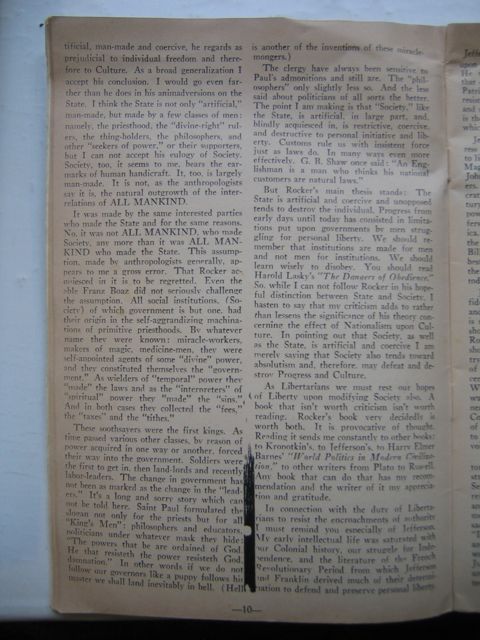 tificial, man-made and coercive, he regards as
prejudicial to individual freedom and there-
fore to Culture. As a broad generalization I
accept his conclusion. I would go even far-
ther than he does in his animadversions on the
State. I think the State is not only "artificial,"
man-made, but made by a few classes of men:
namely, the priesthood, the "divine-right" rul-
ers, the thing-holders, the philosophers, and
other "seekers of power," or their supporters,
but I can not accept his eulogy of Society.
Society, too, it seems to me, bears the ear-
marks of human handicraft. It, too, is largely
man-made. It is not, as the anthropologists
say it is, the natural outgrowth of the inter-
relations of ALL MANKIND.
It was made by the same interested parties
who made the State and for the same reasons.
No, it was not ALL MANKIND, who made
Society, any more than it was ALL MAN-
KIND who made the State. This assump-
tion, made by anthropologists generally, ap-
pears to me a gross error. That Rocker ac-
quiesced in it is to be regretted. Even the
able Franz Boaz did not seriously challenge
the assumption. All social institutions, (So-
ciety) of which government is but one, had
their origin in the self-aggrandizing machina-
tions of primitive priesthoods. By whatever
name they were known: miracle-workers,
makers of magic, medicine-men, they were
self-appointed agents of some "divine" power,
and they constituted themselves the "govern-
ment." As wielders of "temporal" power they
"made" the laws and as the "interpreters" of
"spiritual" power they "made" the "sins."
And in both cases they collected the "fees,"
the "taxes" and the "tithes."
These soothsayers were the first kings. As
time passed various other classes, by reason of
power acquired in one way or another, forced
their way into the government. Soldiers were
the first to get in, then land-lords and recently
labor-leaders. The change in government has
not been as marked as the change in the "lead-
ers." It's a long and sorry story which can
not be told here. Saint Paul formulated the
slogan not only for the priests but for all
"King's Men": philosophers and educators,
politicians under whatever mask they hide:
"The powers that be are ordained of God.
He that resisteth the power resisteth God,
damnation." In other words if we do not
follow our governors like a puppy follows his
master we shall land inevitably in hell. (Hell
is another of the inventions of these miracle-
mongers.)
The clergy have always been sensitive to
Paul's admonitions and still are. The "phil-
osophers" only slightly less so. And the less
said about politicians of all sorts the better.
The point I am making is that "Society," like
the State, is artificial, in large part, and,
blindly acquiesced in, is restrictive, coercive,
and destructive to personal initiative and lib-
erty. Customs rule us with insistent force
just as laws do. In many ways even more
effectively. G. B. Shaw once said: "An Eng-
lishman is a man who thinks his national
customs are natural laws."
But Rocker's main thesis stands: The
State is artificial and coercive and unopposed
tends to destroy the individual. Progress from
early days until today has consisted in limita-
tions put upon governments by men strug-
gling for personal liberty. We should re-
member that institutions are made for men
and not men for institutions. We should
learn wisely to disobey. You should read
Harold Lasky's "The Dangers of Obedience."
So, while I can not follow Rocker in his hope-
ful distinction between State and Society. I
hasten to say that my criticism adds to rather
than lessens the significance of his theory con-
cerning the effect of Nationalism upon Cul-
ture. In pointing out that Society, as well
as the State, is artificial and coercive I am
merely saying that Society also tends toward
absolutism and, therefore, may defeat and de-
stroy Progress and Culture.
As Libertarians we must rest our hopes
of Liberty upon modifying Society also. A
book that isn't worth criticism isn't worth
reading. Rocker's book very decidedly is
worth both. It is provocative of thought.
Reading it sends me constantly to other books:
to Kropotkin's, to Jefferson's, to Harry Elmer
Barnes' "World Politics in Modern Civiliza-
tion," to other writers from Plato to Russell.
Any book that can do that has my recom-
mendation and the writer of it my apprecia-
tion and gratitude.
In connection with the duty of Liberta-
rians to resist the encroachments of authority
I must remind you especially of Jefferson.
My early intellectual life was saturated with
our Colonial history, our struggle for Inde-
pendence, and the literature of the French
Revolutionary Period from which Jefferson
and Franklin derived much of their determi-
nation to defend and preserve personal liberty
—10—